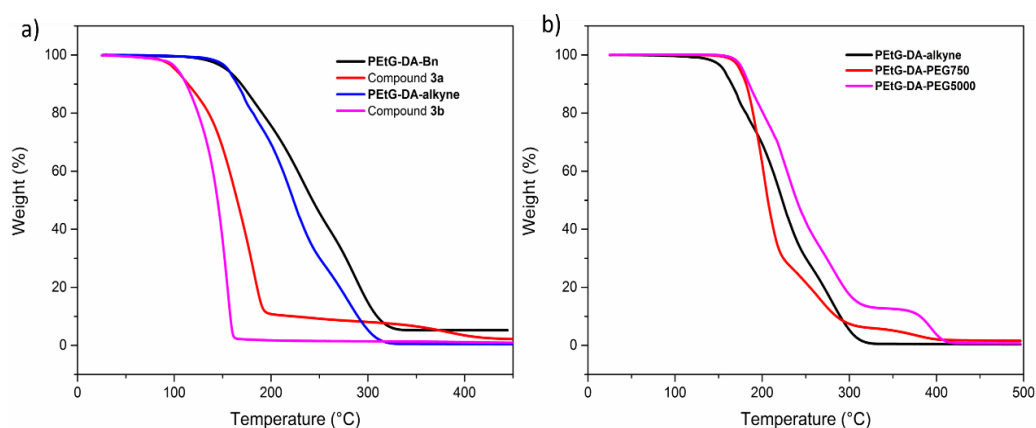 a)
PEtG-DA-Bn
Compound 3a
PEtG-DA-alkyne
Compound 3b
100
80
60
40
20
0
Weight (%)
0
100
200
300
400
Temperature (°C)
b)
PEtG-DA-alkyne
PEtG-DA-PEG750
PEtG-DA-PEG5000
100
80
60
40
20
0
Weight (%)
0
100
200
300
400
500
Temperature (°C)